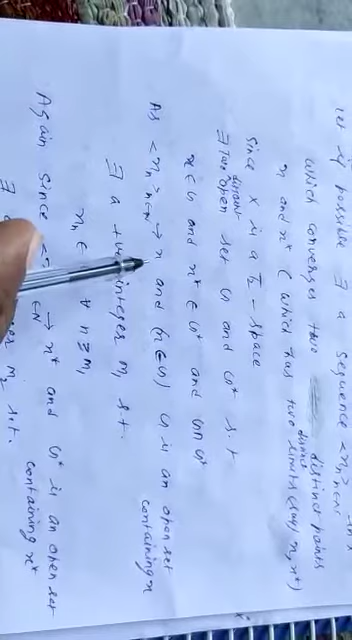 let if possible ∃ a sequence <xn>n∈N in X
which converges two distinct points
x and x* (which has two distinct limits (say) x, x*)
Since X is a T2-space
∃ two disjoint open set U and U* s.t
x ∈ U and x* ∈ U* and U∩U*
As <xn>n∈N → x and (x∈U) U is an open set
containing x
∃ a +ve integer m1 s.t.
xn ∈ ∀ n ≥ m1
Again Since → x* and U* is an open set
containing x*
∃ m2 s.t.